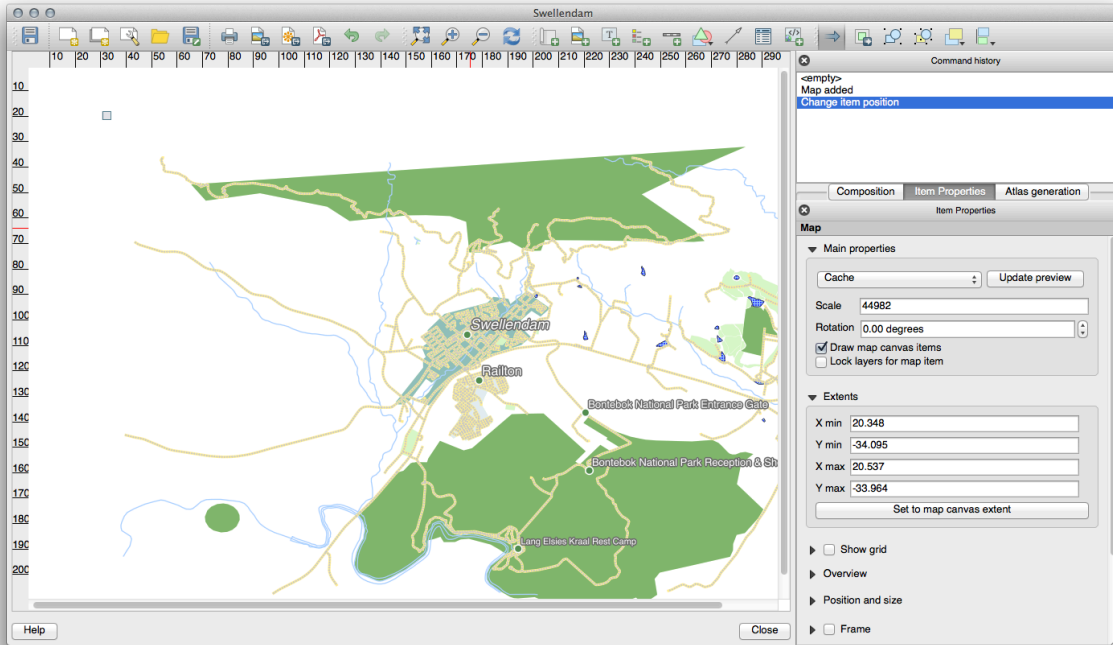 Swellendam
10 20 30 40 50 60 70 80 90 100 110 120 130 140 150 160 170 180 190 200 210 220 230 240 250 260 270 280 290
10
20
30
40
50
60
70
80
90
100
110
120
130
140
150
160
170
180
190
200
Swellendam
Railton
Bontebok National Park Entrance Gate
Bontebok National Park Reception & Sh
Lang Elsies Kraal Rest Camp
Help
Close
Command history
<empty>
Map added
Change item position
Composition
Item Properties
Atlas generation
Item Properties
Map
Main properties
Cache
Update preview
Scale 44982
Rotation 0.00 degrees
Draw map canvas items
Lock layers for map item
Extents
X min 20.348
Y min -34.095
X max 20.537
Y max -33.964
Set to map canvas extent
Show grid
Overview
Position and size
Frame